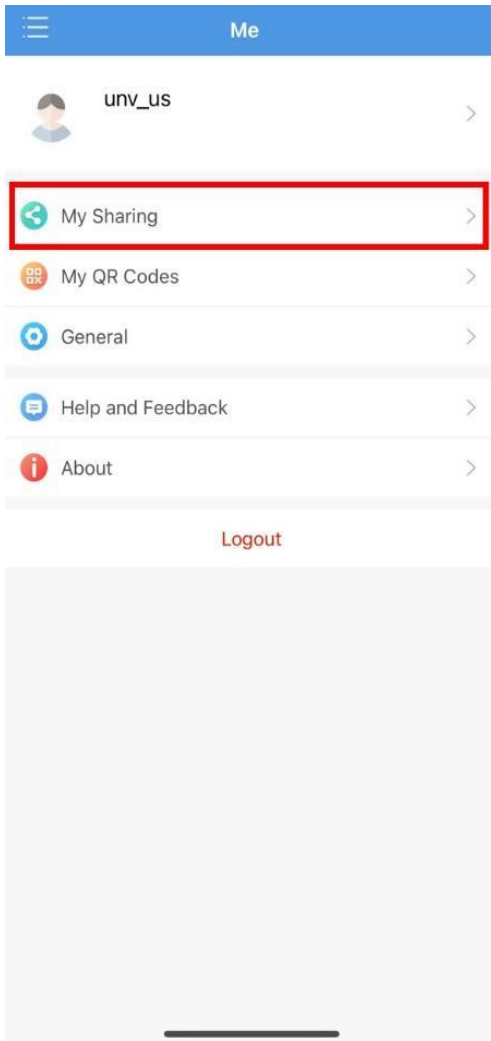 Me
unv_us
My Sharing
My QR Codes
General
Help and Feedback
About
Logout